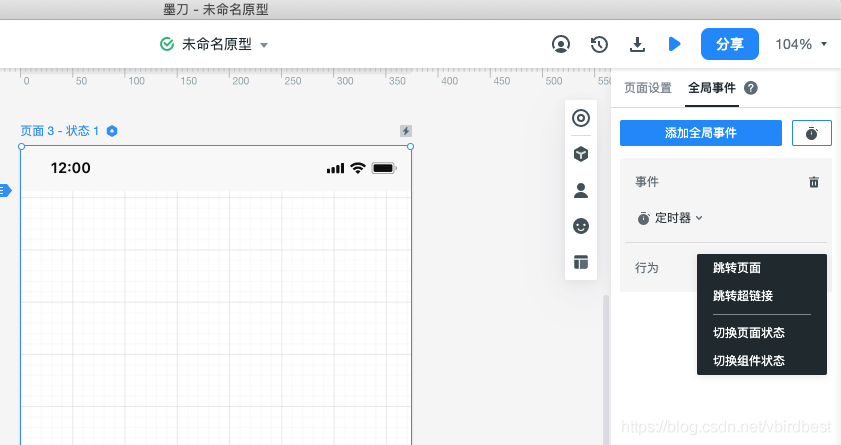 墨刀 - 未命名原型
未命名原型
分享
104%
0 50 100 150 200 250 300 350 400 450 500 550
页面设置
全局事件
?
页面 3 - 状态 1
添加全局事件
12:00
事件
定时器
行为
跳转页面
跳转超链接
切换页面状态
切换组件状态
https://blog.csdn.net/vbirdbest